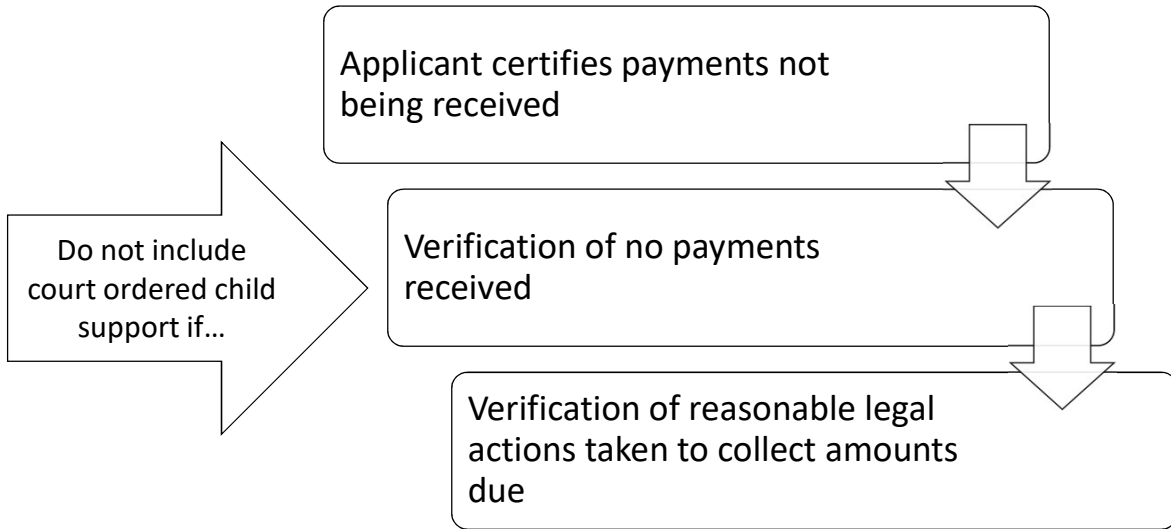 Applicant certifies payments not
being received
Do not include
court ordered child
support if…
Verification of no payments
received
Verification of reasonable legal
actions taken to collect amounts
due